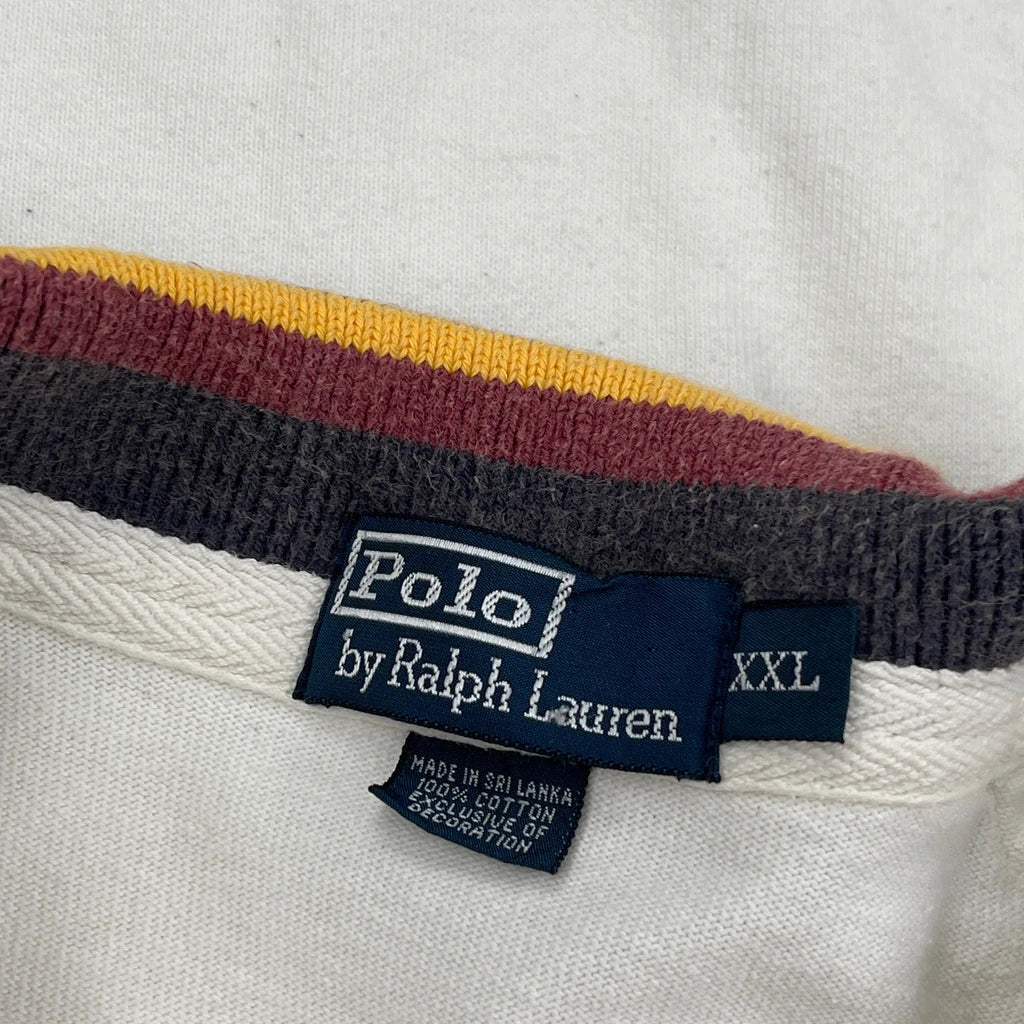 Polo
by Ralph Lauren
XXL
MADE IN SRI LANKA
100% COTTON
EXCLUSIVE OF
DECORATION